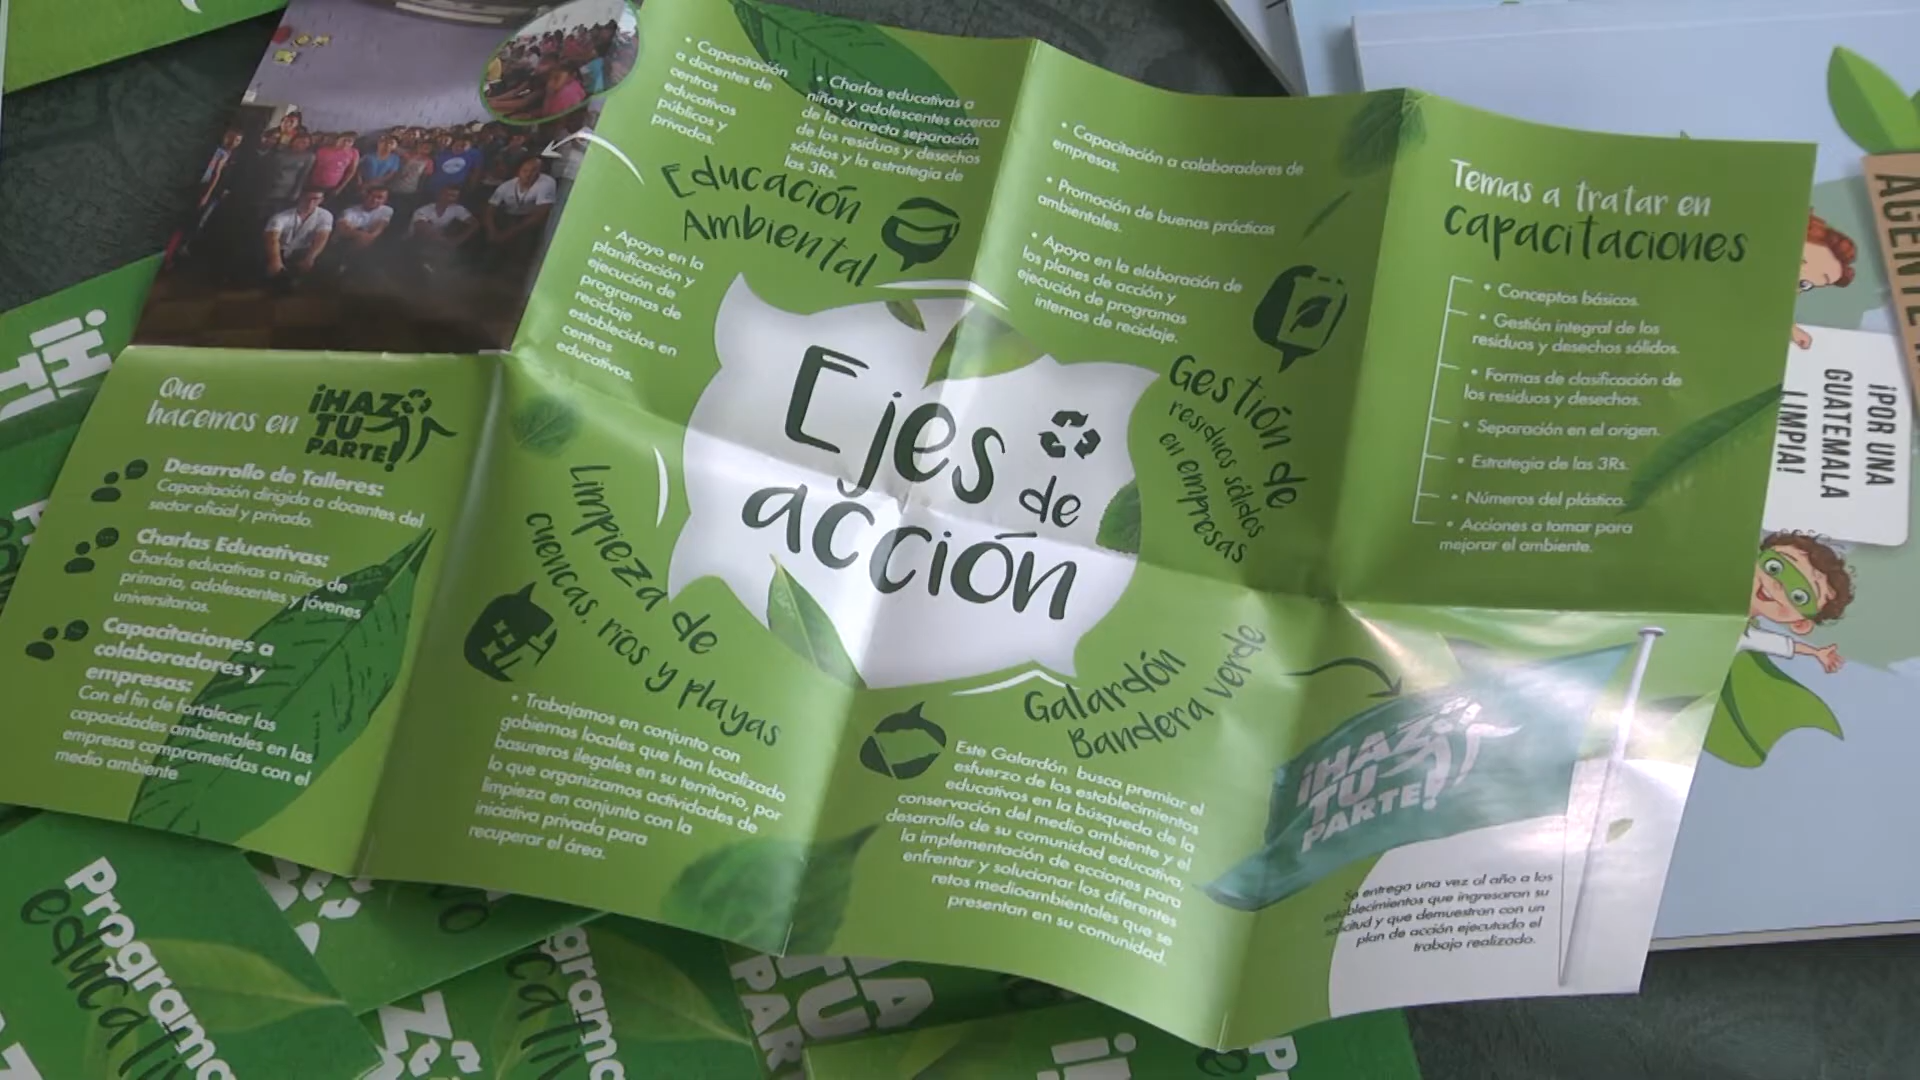 • Capacitación
a docentes de
centros
educativos
públicos y
privados.
• Charlas educativas a
niños y adolescentes acerca
de la correcta separación
de los residuos y desechos
sólidos y la estrategia de
las 3Rs.
Educación
Ambiental
• Apoyo en la
planificación y
ejecución de
programas de
reciclaje
establecidos en
centros
educativos.
• Capacitación a colaboradores de
empresas.
• Promoción de buenas prácticas
ambientales.
• Apoyo en la elaboración de
los planes de acción y
ejecución de programas
internos de reciclaje.
Gestión de
residuos sólidos
en empresas
Temas a tratar en
capacitaciones
• Conceptos básicos.
• Gestión integral de los
residuos y desechos sólidos.
• Formas de clasificación de
los residuos y desechos.
• Separación en el origen.
• Estrategia de las 3Rs.
• Números del plástico.
• Acciones a tomar para
mejorar el ambiente.
Ejes
de
acción
Que
hacemos en
¡HAZ
TU
PARTE!
Desarrollo de Talleres:
Capacitación dirigida a docentes del
sector oficial y privado.
Charlas Educativas:
Charlas educativas a niños de
primaria, adolescentes y jóvenes
universitarios.
Capacitaciones a
colaboradores y
empresas:
Con el fin de fortalecer las
capacidades ambientales en las
empresas comprometidas con el
medio ambiente
Limpieza de
cuencas, ríos y playas
• Trabajamos en conjunto con
gobiernos locales que han localizado
basureros ilegales en su territorio, por
lo que organizamos actividades de
limpieza en conjunto con la
iniciativa privada para
recuperar el área.
Galardón
Bandera verde
Este Galardón busca premiar el
esfuerzo de los establecimientos
educativos en la búsqueda de la
conservación del medio ambiente y el
desarrollo de su comunidad educativa,
la implementación de acciones para
enfrentar y solucionar los diferentes
retos medioambientales que se
presentan en su comunidad.
¡HAZ
TU
PARTE!
Se entrega una vez al año a los
establecimientos que ingresaron su
solicitud y que demuestran con un
plan de acción ejecutado el
trabajo realizado.
AGENTE
¡POR UNA
GUATEMALA
LIMPIA!
Programa